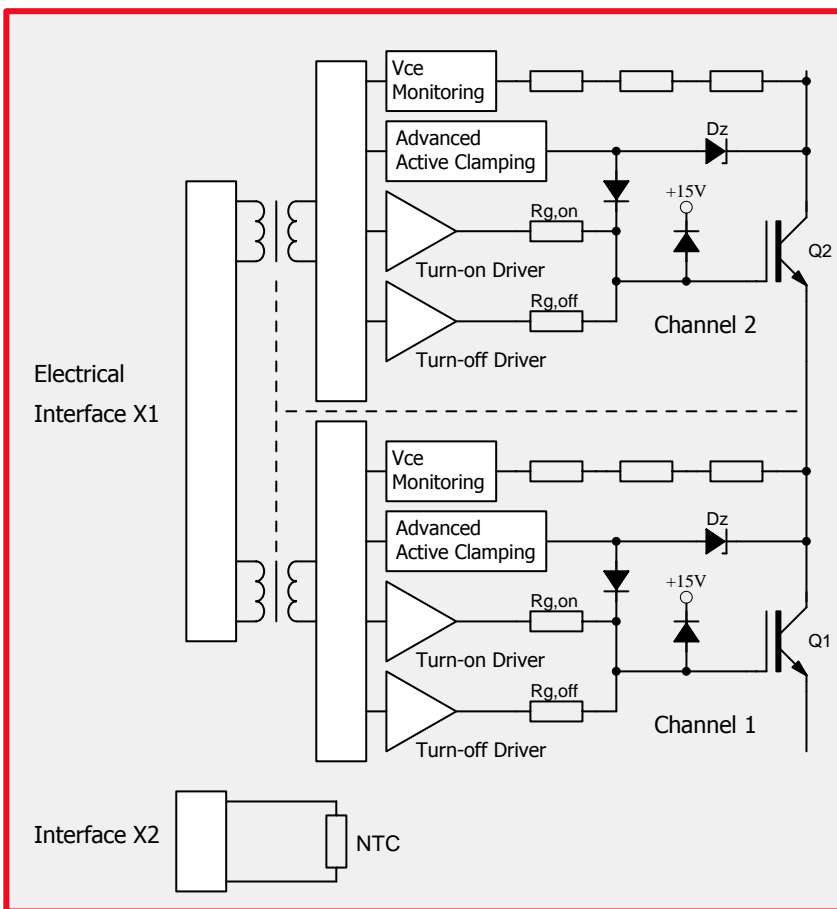 Vce
Monitoring
Advanced
Active Clamping
Dz
+15V
Rg,on
Q2
Turn-on Driver
Rg,off
Channel 2
Turn-off Driver
Electrical
Interface X1
Vce
Monitoring
Advanced
Active Clamping
Dz
+15V
Rg,on
Q1
Turn-on Driver
Rg,off
Channel 1
Turn-off Driver
Interface X2
NTC